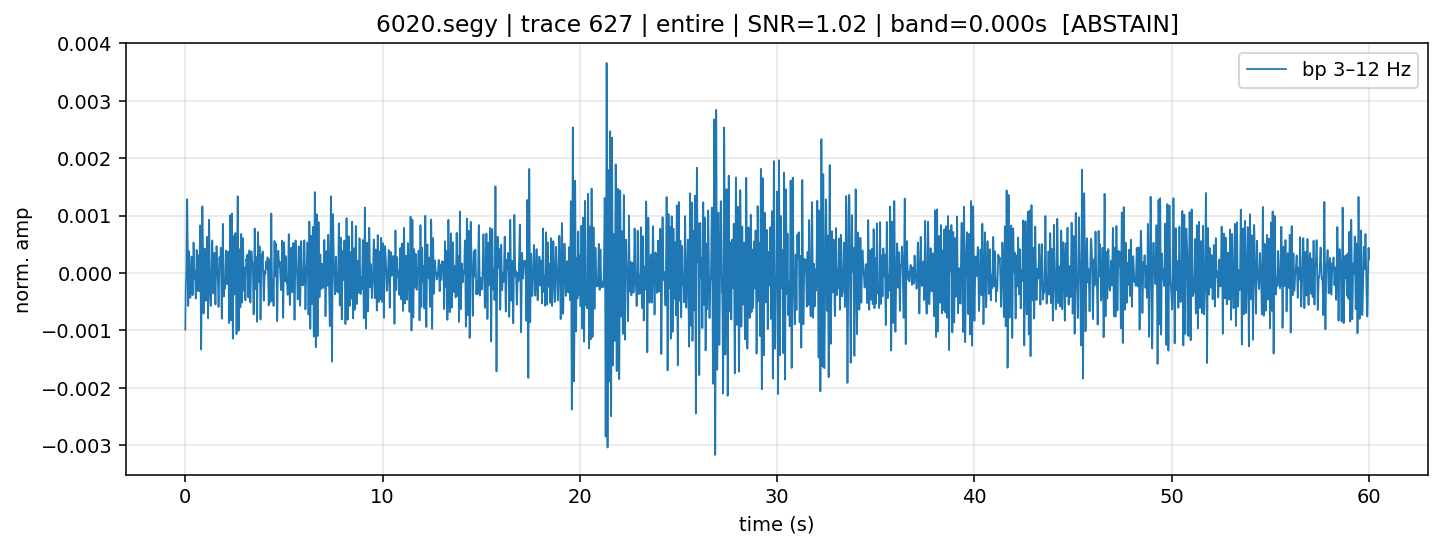 6020.segy | trace 627 | entire | SNR=1.02 | band=0.000s  [ABSTAIN]
bp 3–12 Hz
norm. amp
0.004
0.003
0.002
0.001
0.000
−0.001
−0.002
−0.003
0 10 20 30 40 50 60
time (s)